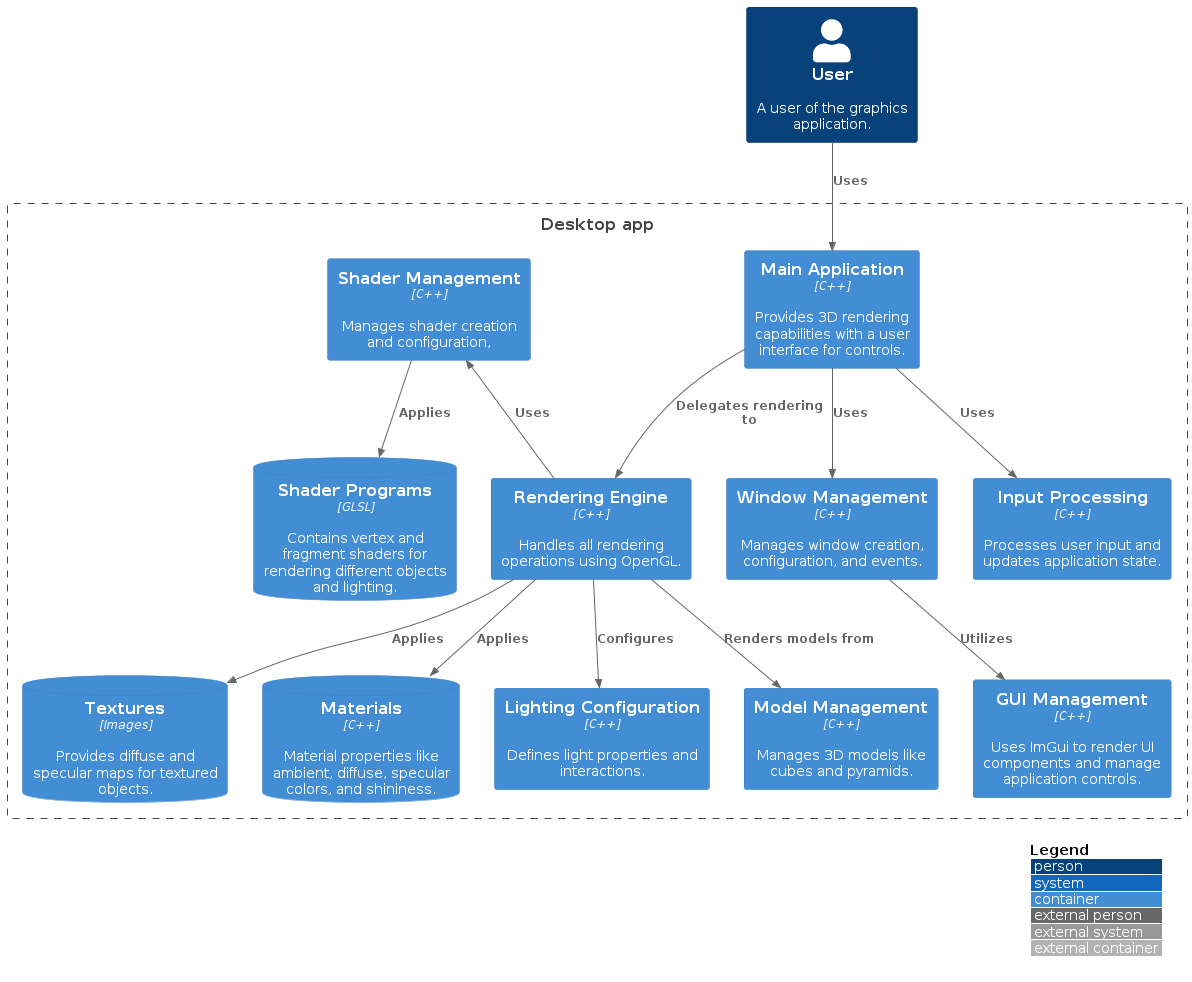 User
A user of the graphics
application.
Uses
Desktop app
Shader Management
[C++]
Manages shader creation
and configuration,
Main Application
[C++]
Provides 3D rendering
capabilities with a user
interface for controls.
Applies
Uses
Delegates rendering
to
Uses
Uses
Shader Programs
[GLSL]
Contains vertex and
fragment shaders for
rendering different objects
and lighting.
Rendering Engine
[C++]
Handles all rendering
operations using OpenGL.
Window Management
[C++]
Manages window creation,
configuration, and events.
Input Processing
[C++]
Processes user input and
updates application state.
Applies
Applies
Configures
Renders models from
Utilizes
Textures
[Images]
Provides diffuse and
specular maps for textured
objects.
Materials
[C++]
Material properties like
ambient, diffuse, specular
colors, and shininess.
Lighting Configuration
[C++]
Defines light properties and
interactions.
Model Management
[C++]
Manages 3D models like
cubes and pyramids.
GUI Management
[C++]
Uses ImGui to render UI
components and manage
application controls.
Legend
person
system
container
external person
external system
external container